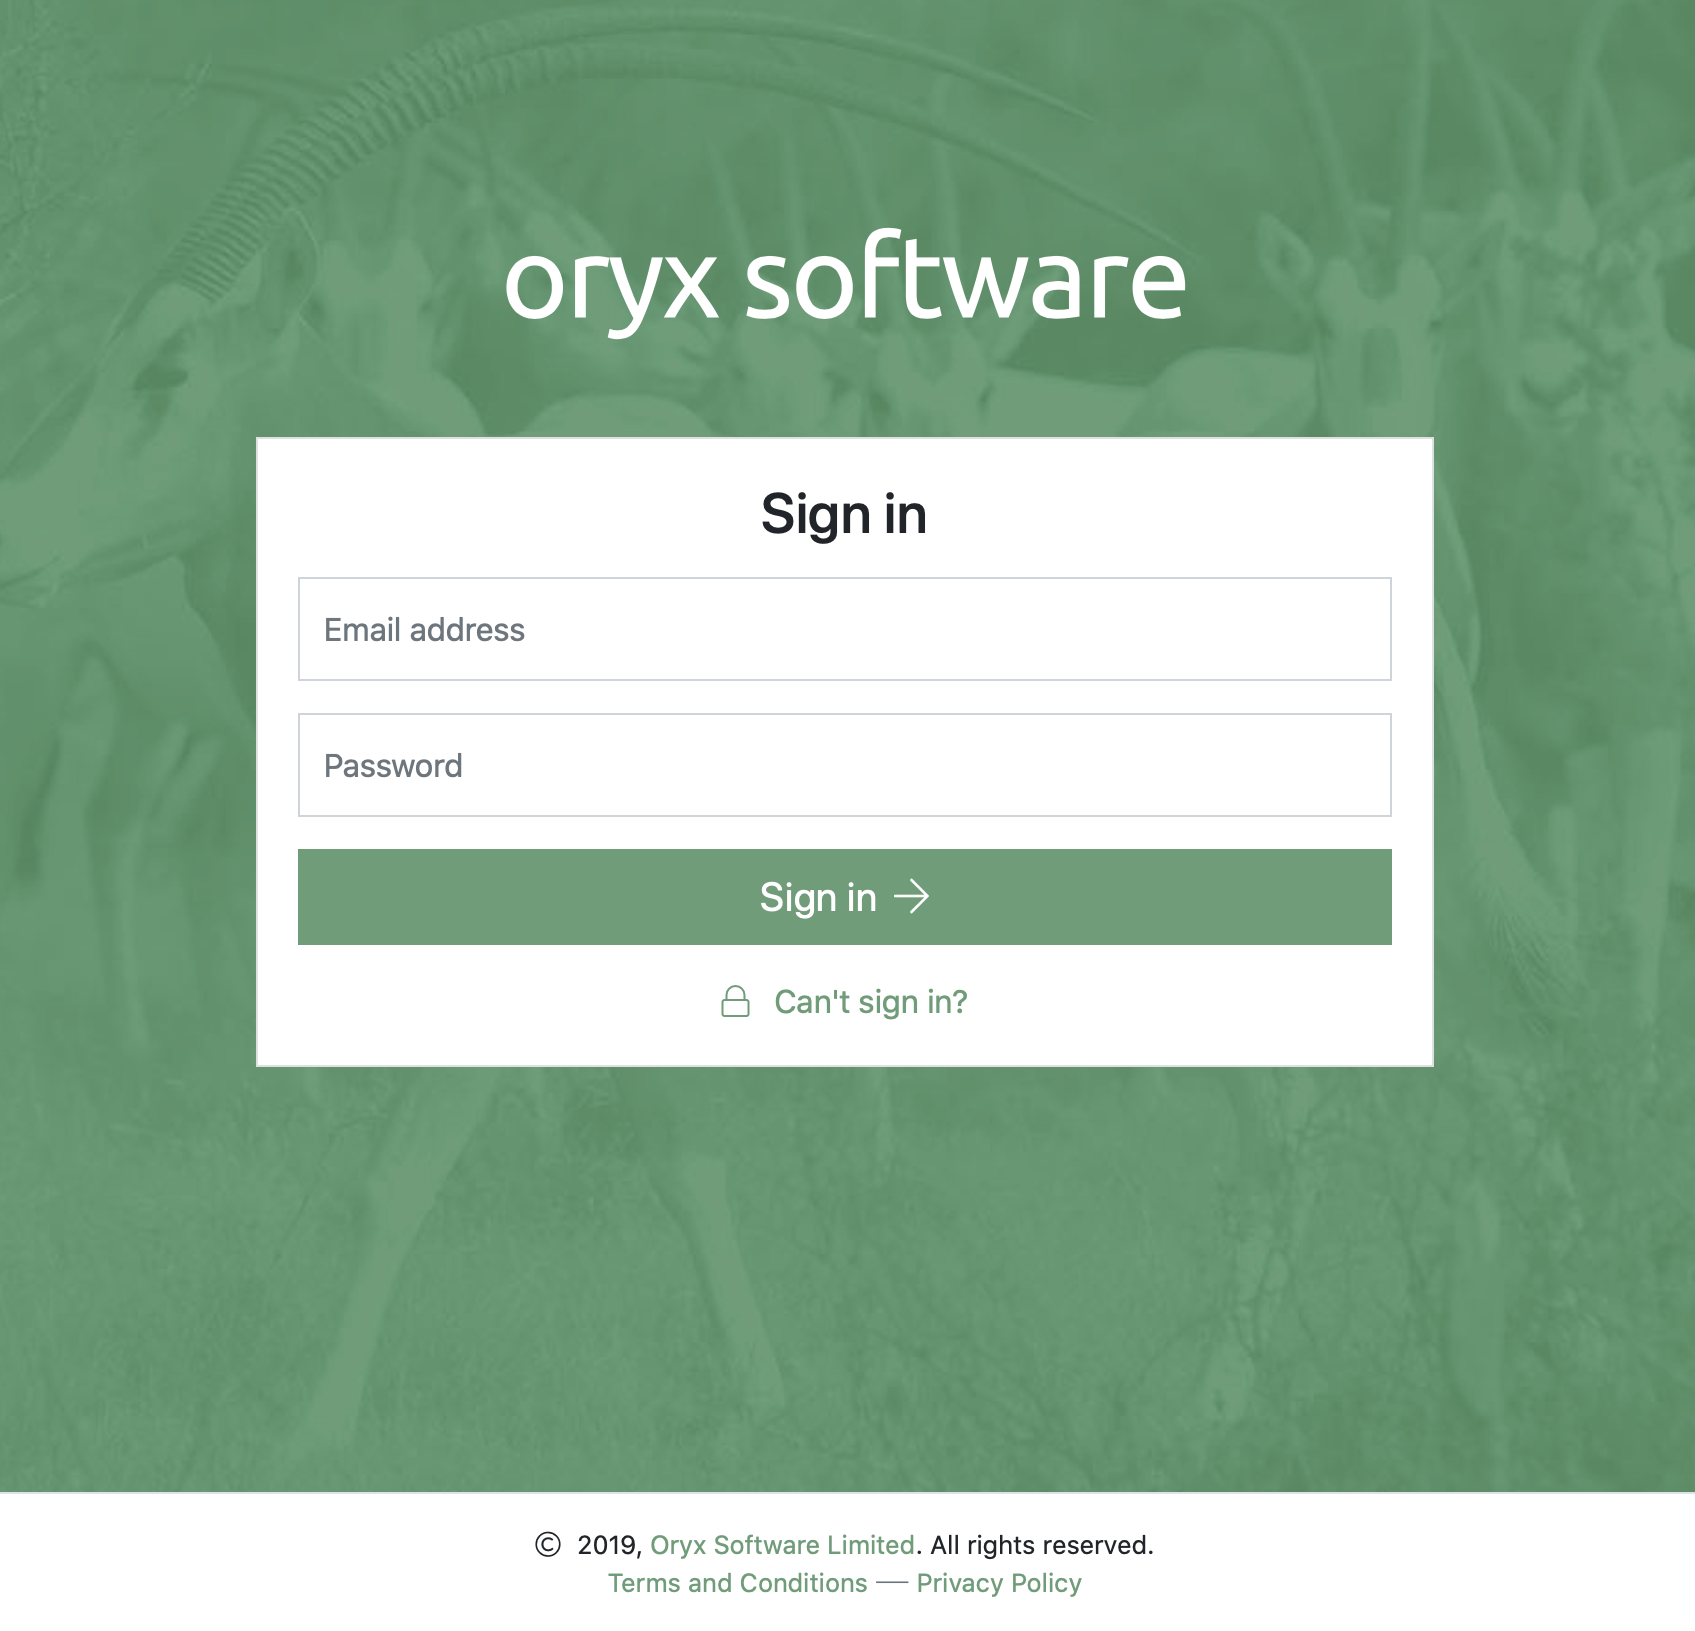 oryx software
Sign in
Email address
Password
Sign in
Can't sign in?
© 2019, Oryx Software Limited. All rights reserved.
Terms and Conditions — Privacy Policy